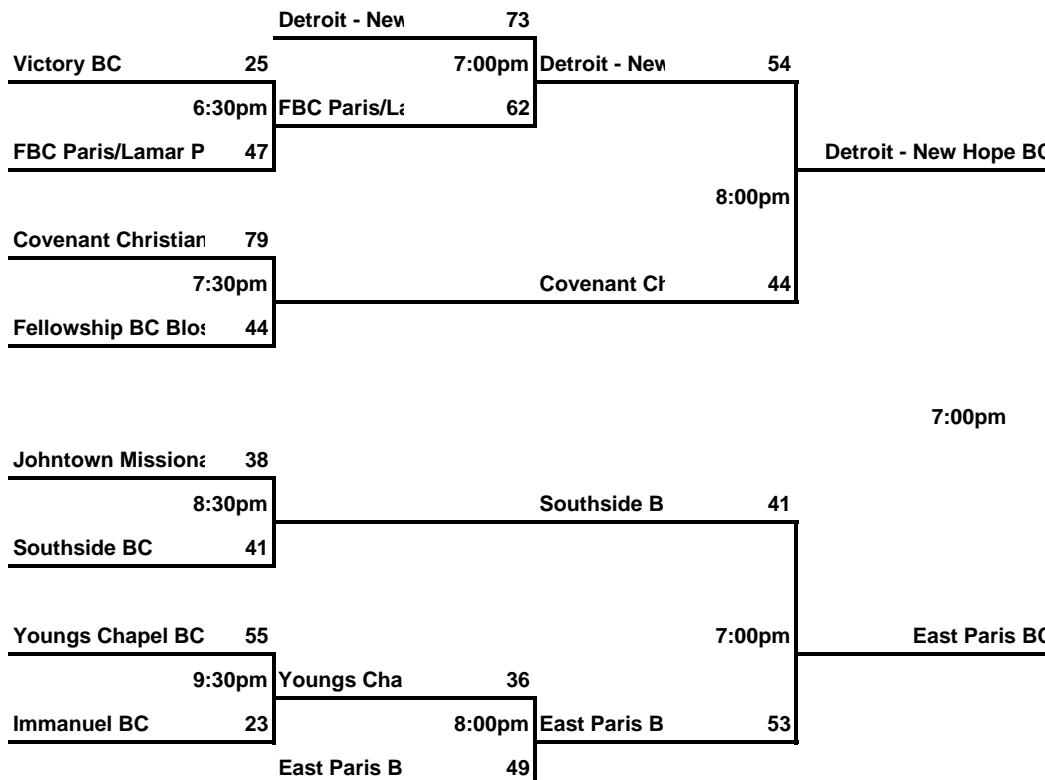 Detroit - New 73
Victory BC 25 7:00pm Detroit - New 54
6:30pm FBC Paris/La 62
FBC Paris/Lamar P 47 Detroit - New Hope BC
8:00pm
Covenant Christian 79
7:30pm Covenant Ch 44
Fellowship BC Blos 44
7:00pm
Johntown Missiona 38
8:30pm Southside B 41
Southside BC 41
Youngs Chapel BC 55 7:00pm East Paris BC
9:30pm Youngs Cha 36
Immanuel BC 23 8:00pm East Paris B 53
East Paris B 49